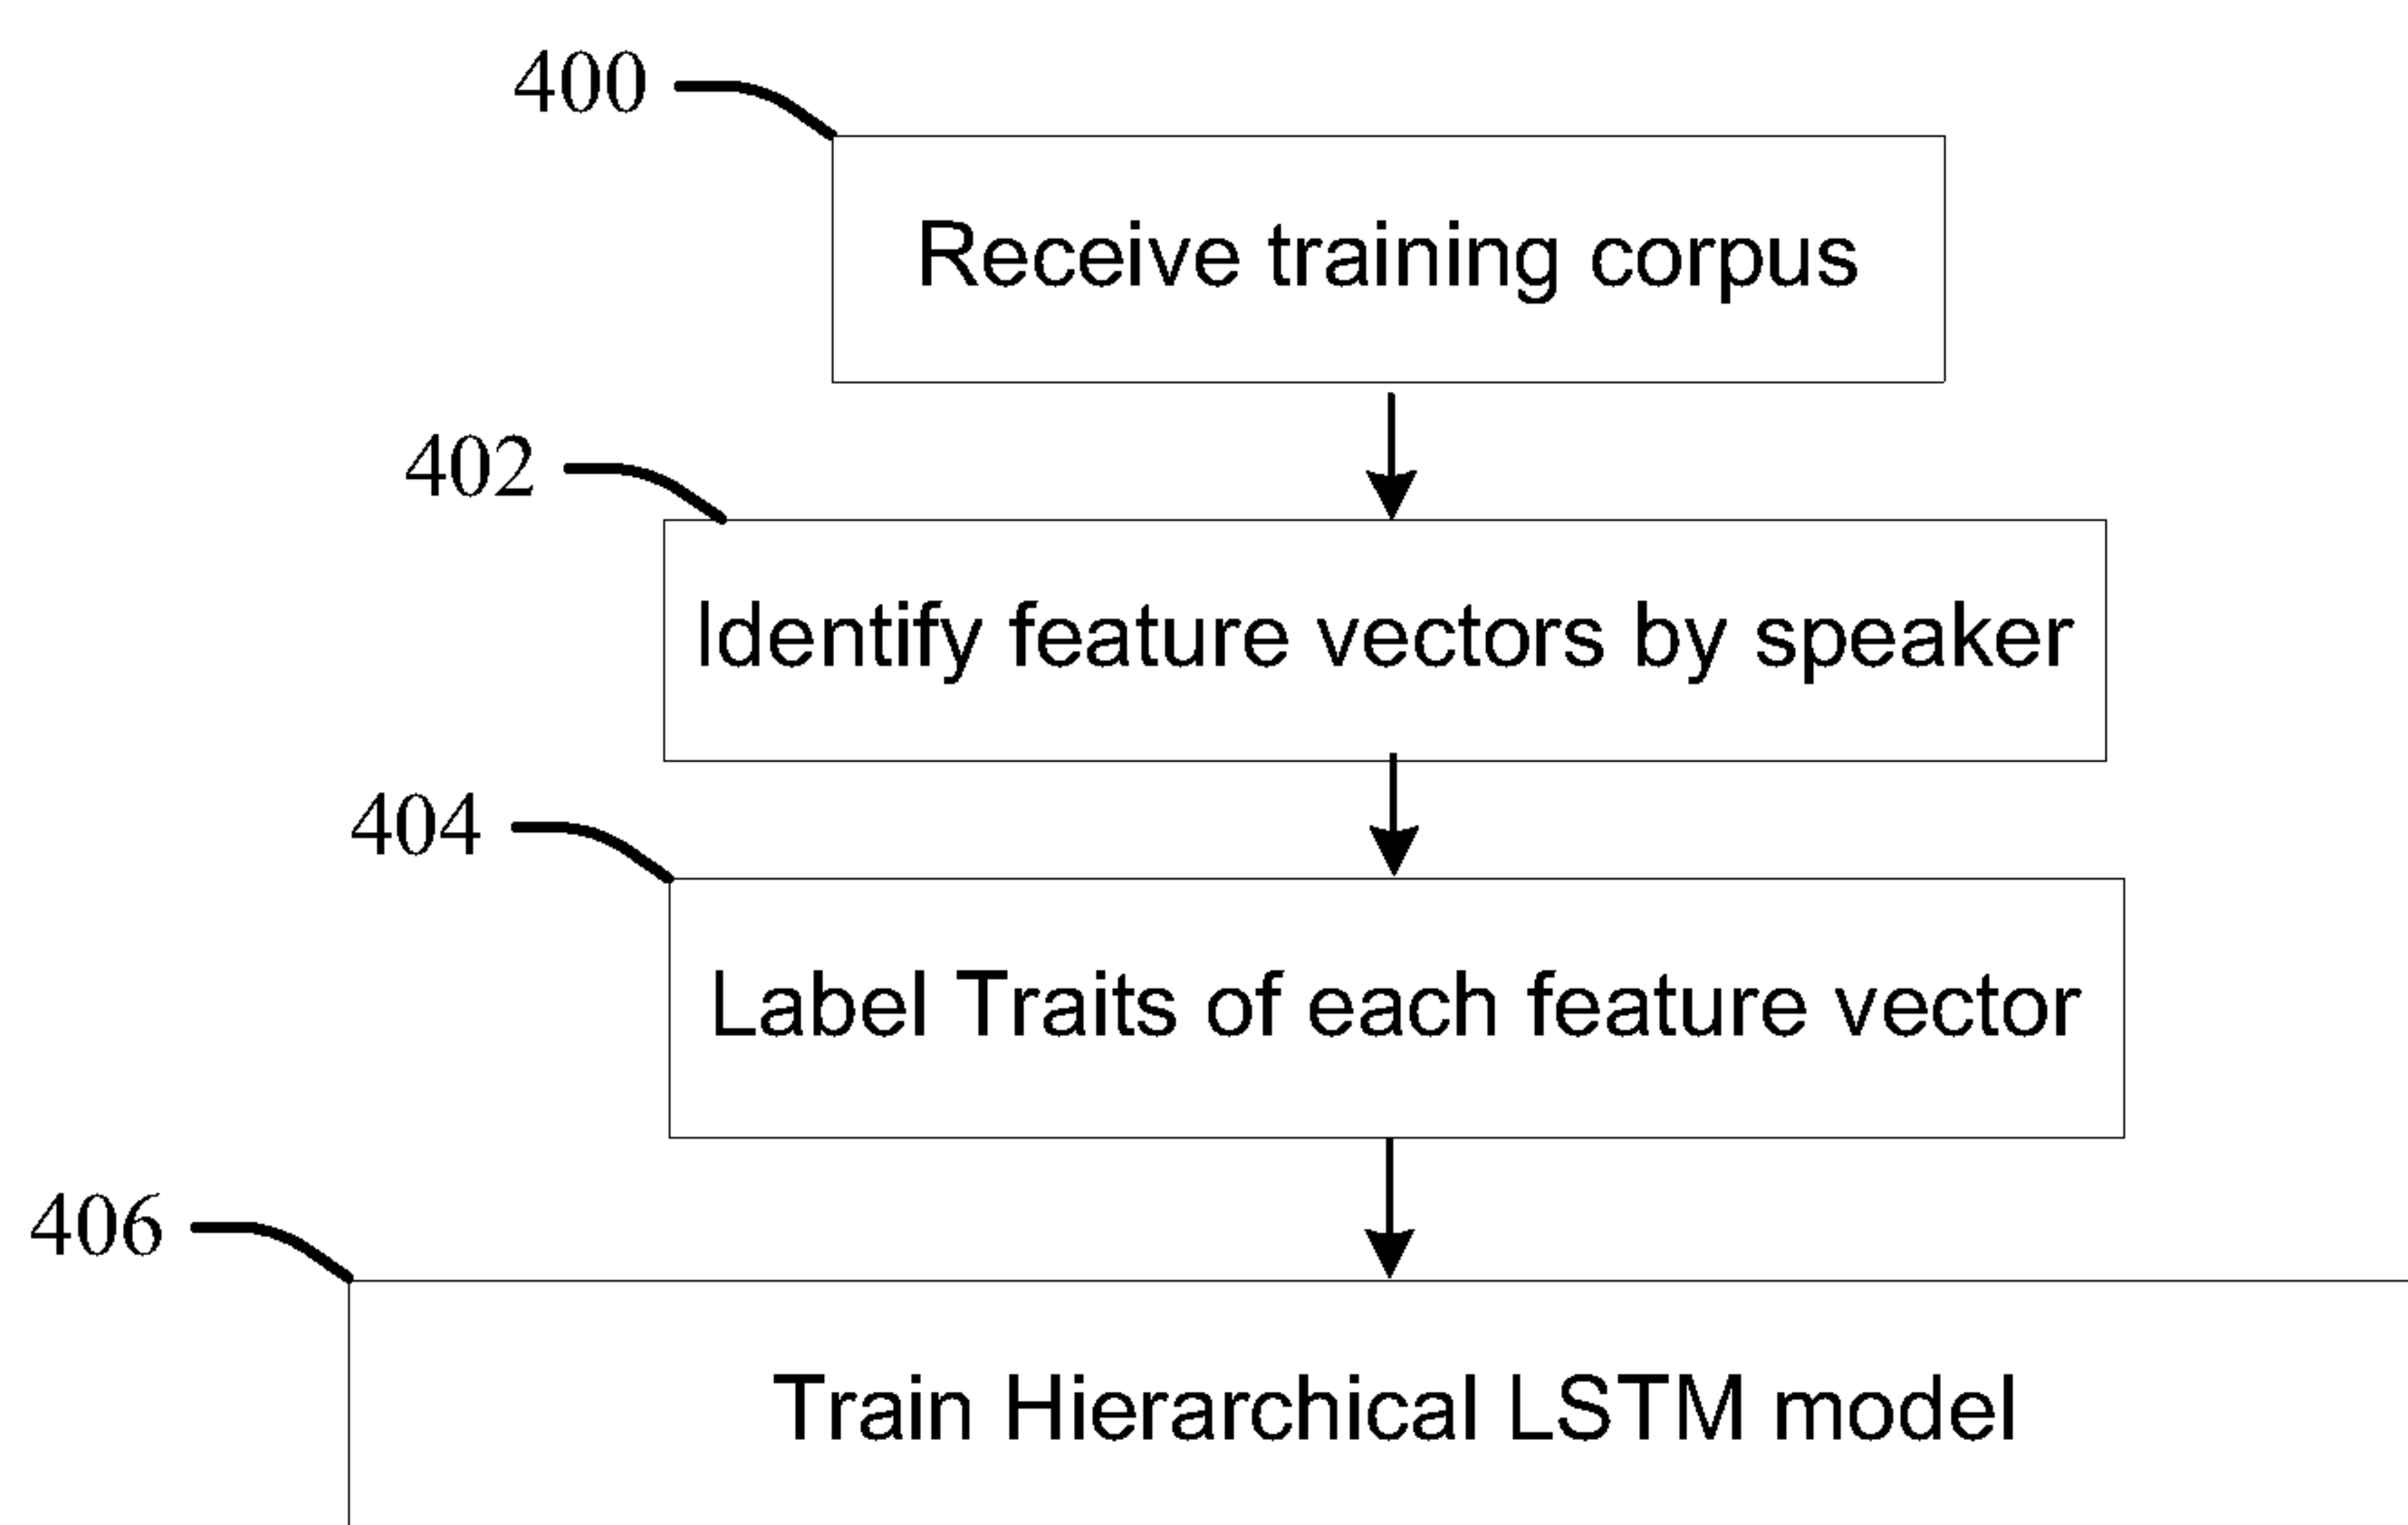 400
Receive training corpus
402
Identify feature vectors by speaker
404
Label Traits of each feature vector
406
Train Hierarchical LSTM model